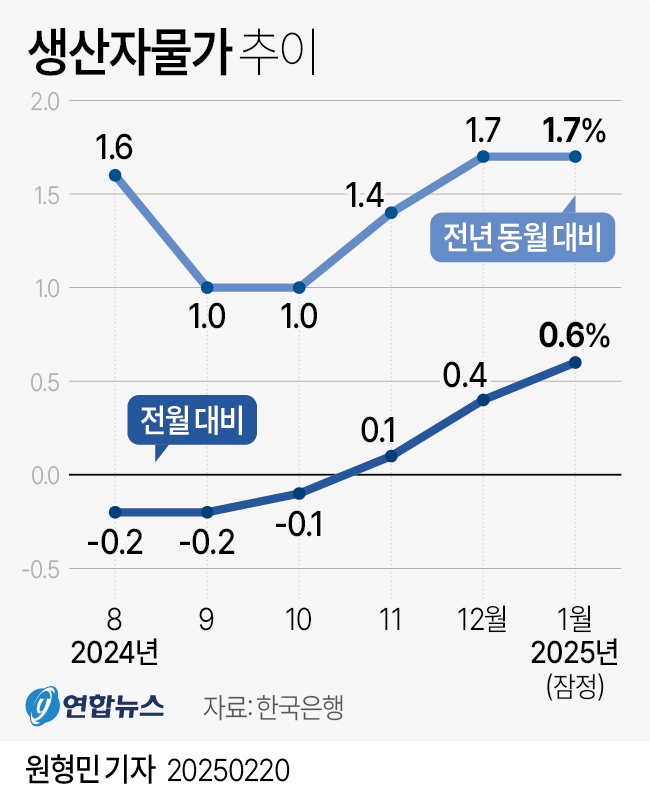 생산자물가 추이
2.0
1.5
1.0
0.5
0.0
-0.5
1.6
1.0
1.0
1.4
1.7
1.7%
전년 동월 대비
전월 대비
-0.2
-0.2
-0.1
0.1
0.4
0.6%
8 9 10 11 12월 1월
2024년 2025년
(잠정)
연합뉴스 자료: 한국은행
원형민 기자 20250220